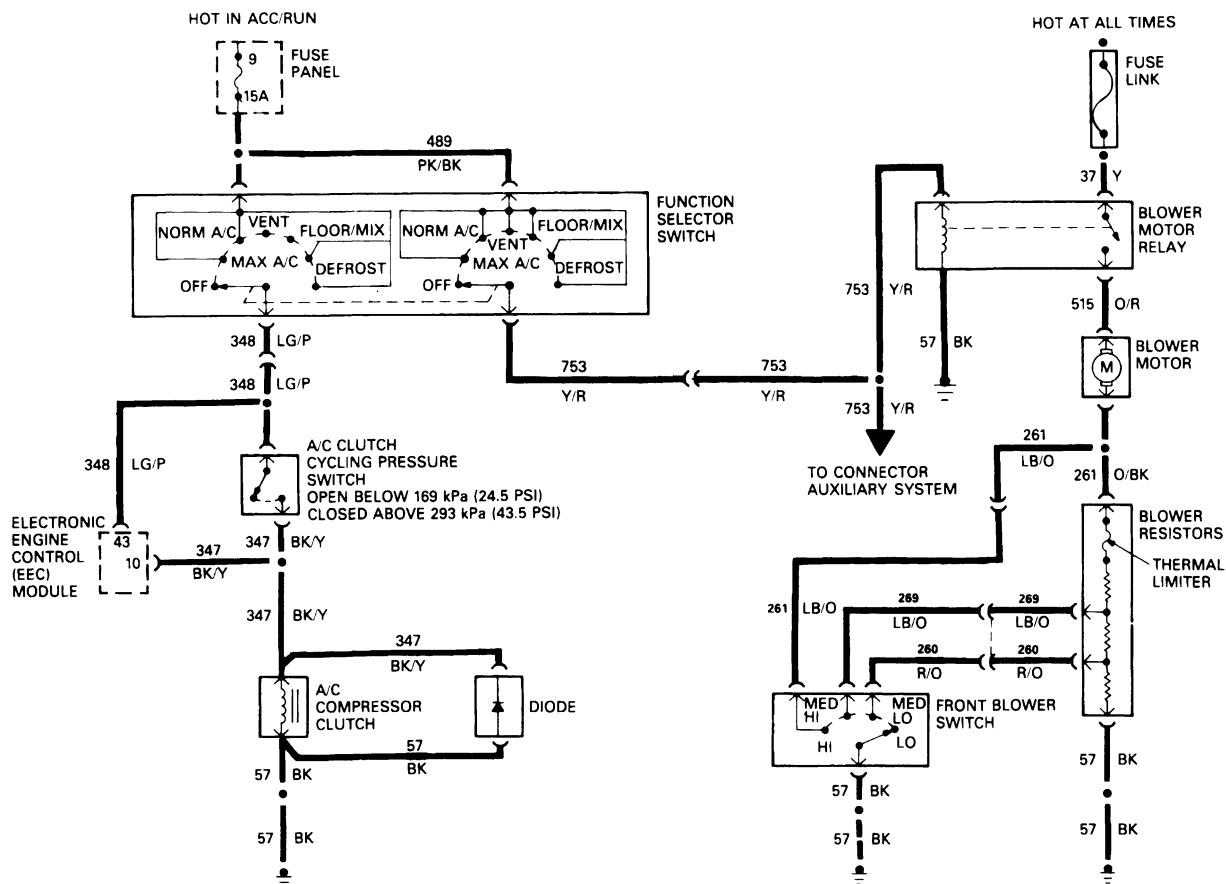 HOT IN ACC/RUN
9
15A
FUSE
PANEL
489
PK/BK
NORM A/C
VENT
FLOOR/MIX
MAX A/C
DEFROST
OFF
NORM A/C
VENT
FLOOR/MIX
MAX A/C
DEFROST
OFF
FUNCTION
SELECTOR
SWITCH
348 LG/P
348 LG/P
348 LG/P
753
Y/R
753
Y/R
753 Y/R
753 Y/R
TO CONNECTOR
AUXILIARY SYSTEM
A/C CLUTCH
CYCLING PRESSURE
SWITCH
OPEN BELOW 169 kPa (24.5 PSI)
CLOSED ABOVE 293 kPa (43.5 PSI)
ELECTRONIC
ENGINE
CONTROL
(EEC)
MODULE
43
10
347
BK/Y
347 BK/Y
347 BK/Y
347
BK/Y
A/C
COMPRESSOR
CLUTCH
DIODE
57
BK
57 BK
57 BK
HOT AT ALL TIMES
FUSE
LINK
37 Y
BLOWER
MOTOR
RELAY
57 BK
515 O/R
M
BLOWER
MOTOR
261
LB/O
261 O/BK
BLOWER
RESISTORS
THERMAL
LIMITER
261 LB/O
269
LB/O
269
LB/O
260
R/O
260
R/O
MED
HI
MED
LO
HI
LO
FRONT BLOWER
SWITCH
57 BK
57 BK
57 BK
57 BK